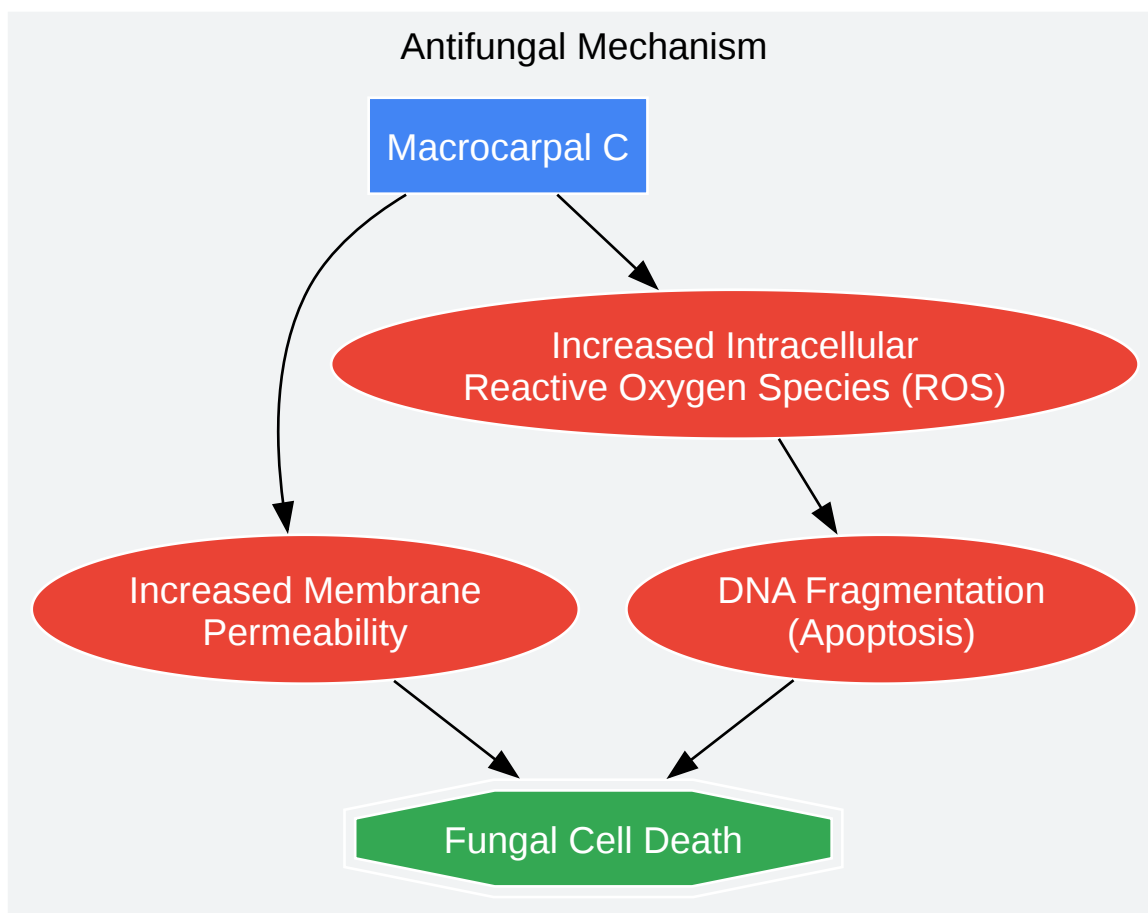 Antifungal Mechanism
Macrocarpal C
Increased Intracellular
Reactive Oxygen Species (ROS)
Increased Membrane
Permeability
DNA Fragmentation
(Apoptosis)
Fungal Cell Death